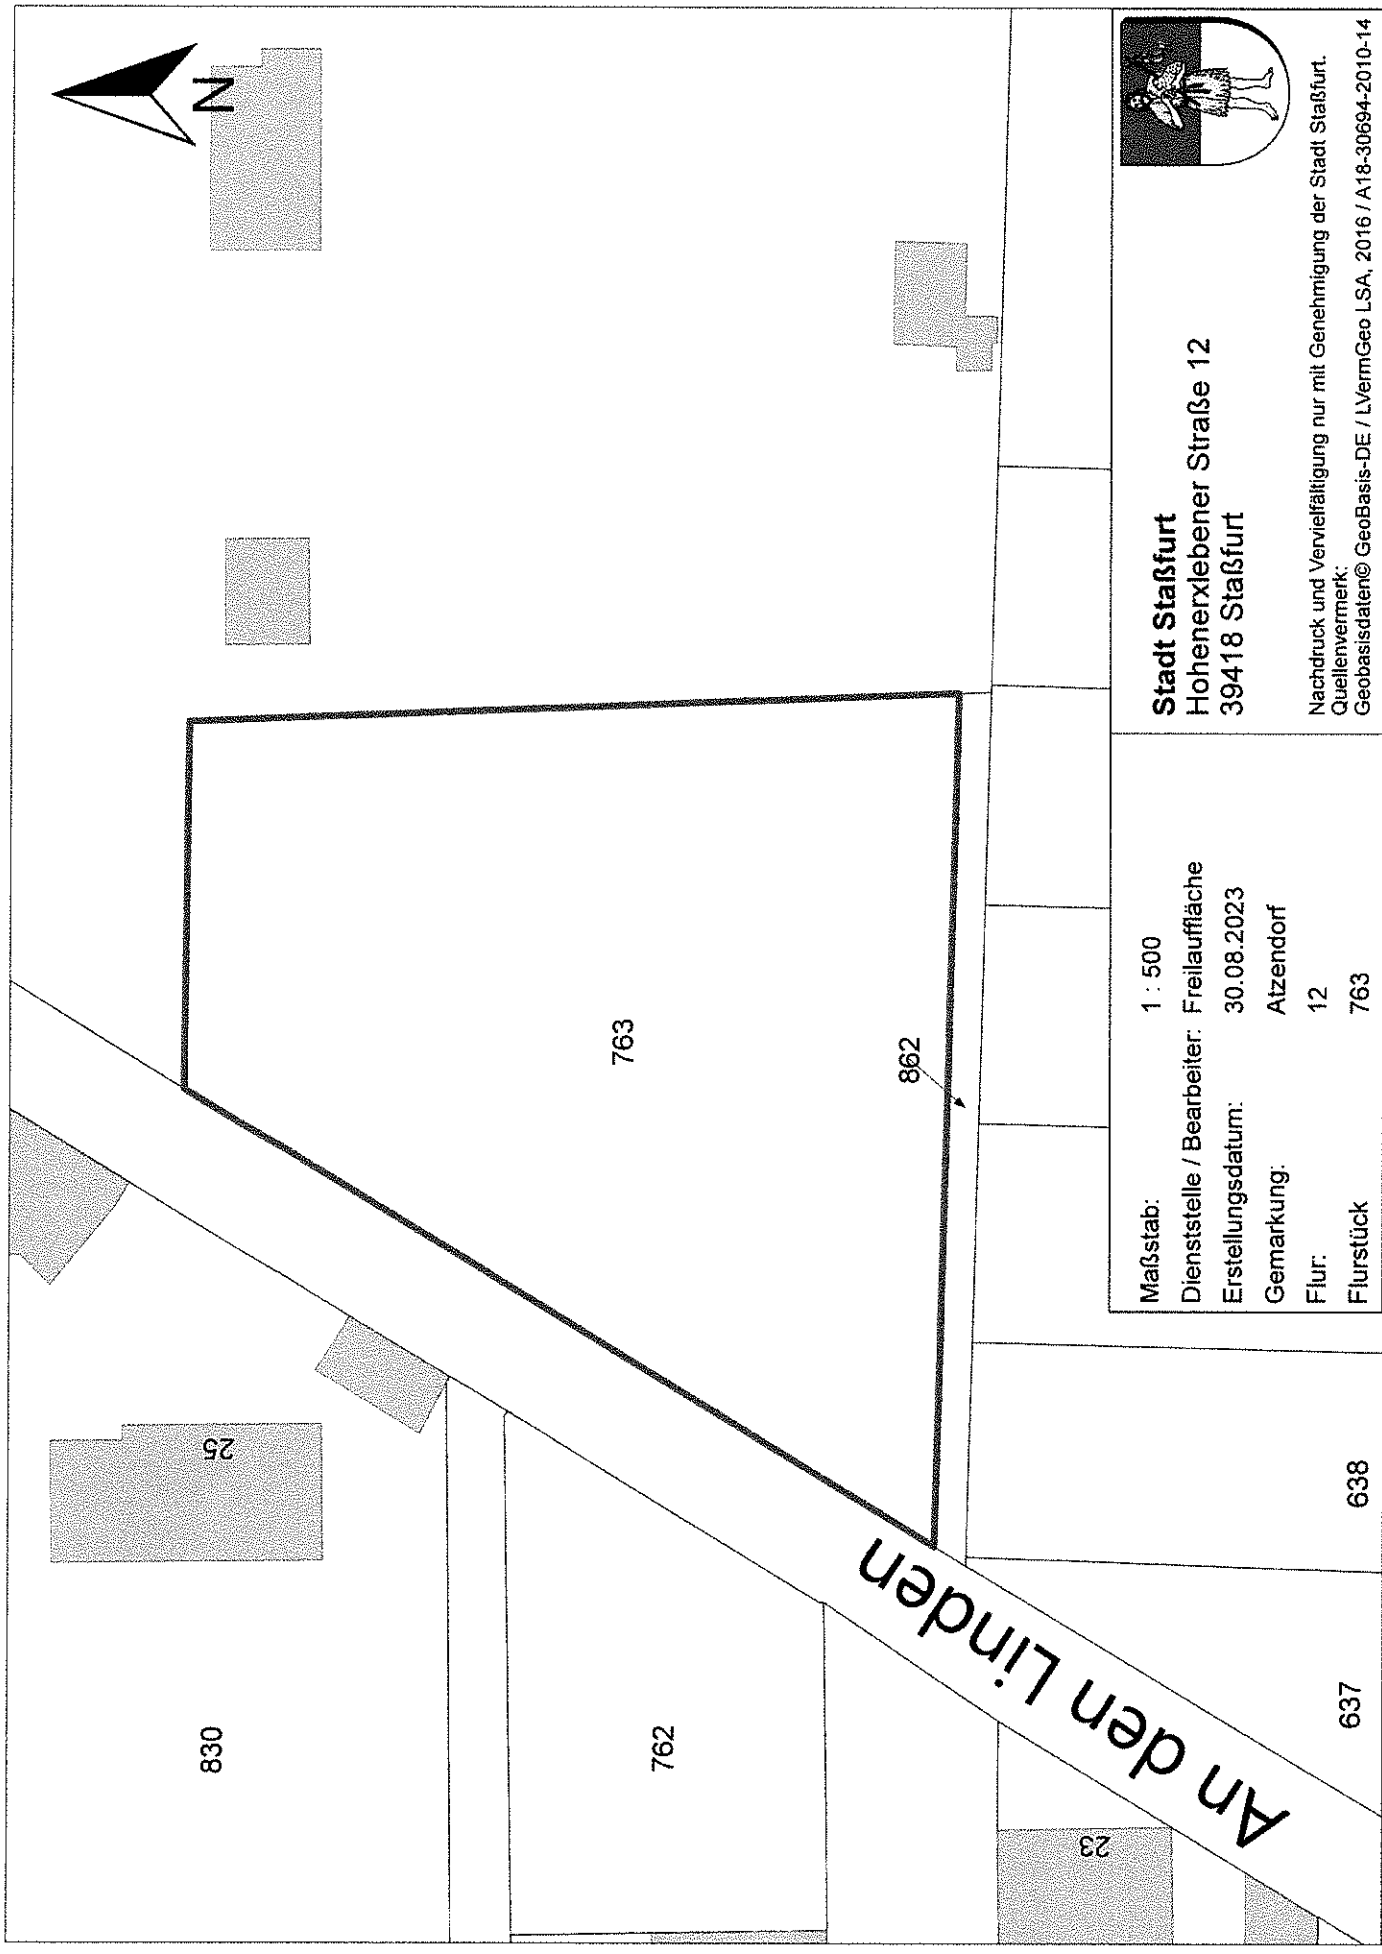 N
25
830
762
763
862
An den Linden
23
637
638
Maßstab: 1 : 500
Dienststelle / Bearbeiter: Freilauffläche
Erstellungsdatum: 30.08.2023
Gemarkung: Atzendorf
Flur: 12
Flurstück 763
Stadt Staßfurt
Hohenerxlebener Straße 12
39418 Staßfurt
Nachdruck und Vervielfältigung nur mit Genehmigung der Stadt Staßfurt.
Quellenvermerk:
Geobasisdaten© GeoBasis-DE / LVermGeo LSA, 2016 / A18-30694-2010-14